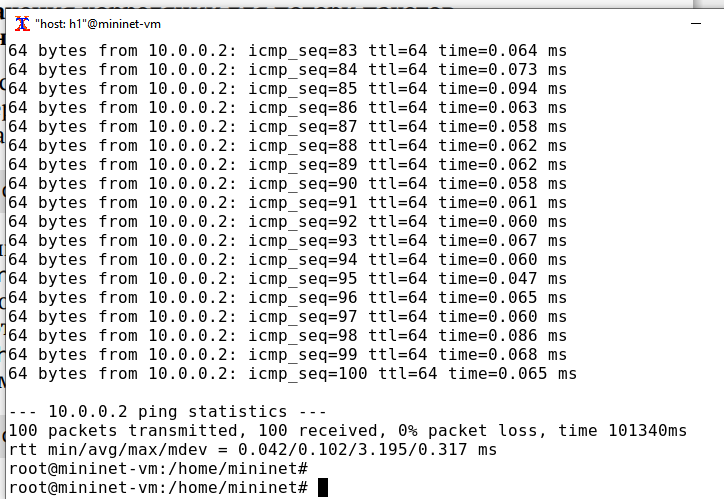 "host: h1"@mininet-vm
64 bytes from 10.0.0.2: icmp_seq=83 ttl=64 time=0.064 ms
64 bytes from 10.0.0.2: icmp_seq=84 ttl=64 time=0.073 ms
64 bytes from 10.0.0.2: icmp_seq=85 ttl=64 time=0.094 ms
64 bytes from 10.0.0.2: icmp_seq=86 ttl=64 time=0.063 ms
64 bytes from 10.0.0.2: icmp_seq=87 ttl=64 time=0.058 ms
64 bytes from 10.0.0.2: icmp_seq=88 ttl=64 time=0.062 ms
64 bytes from 10.0.0.2: icmp_seq=89 ttl=64 time=0.062 ms
64 bytes from 10.0.0.2: icmp_seq=90 ttl=64 time=0.058 ms
64 bytes from 10.0.0.2: icmp_seq=91 ttl=64 time=0.061 ms
64 bytes from 10.0.0.2: icmp_seq=92 ttl=64 time=0.060 ms
64 bytes from 10.0.0.2: icmp_seq=93 ttl=64 time=0.067 ms
64 bytes from 10.0.0.2: icmp_seq=94 ttl=64 time=0.060 ms
64 bytes from 10.0.0.2: icmp_seq=95 ttl=64 time=0.047 ms
64 bytes from 10.0.0.2: icmp_seq=96 ttl=64 time=0.065 ms
64 bytes from 10.0.0.2: icmp_seq=97 ttl=64 time=0.060 ms
64 bytes from 10.0.0.2: icmp_seq=98 ttl=64 time=0.086 ms
64 bytes from 10.0.0.2: icmp_seq=99 ttl=64 time=0.068 ms
64 bytes from 10.0.0.2: icmp_seq=100 ttl=64 time=0.065 ms
--- 10.0.0.2 ping statistics ---
100 packets transmitted, 100 received, 0% packet loss, time 101340ms
rtt min/avg/max/mdev = 0.042/0.102/3.195/0.317 ms
root@mininet-vm:/home/mininet#
root@mininet-vm:/home/mininet#